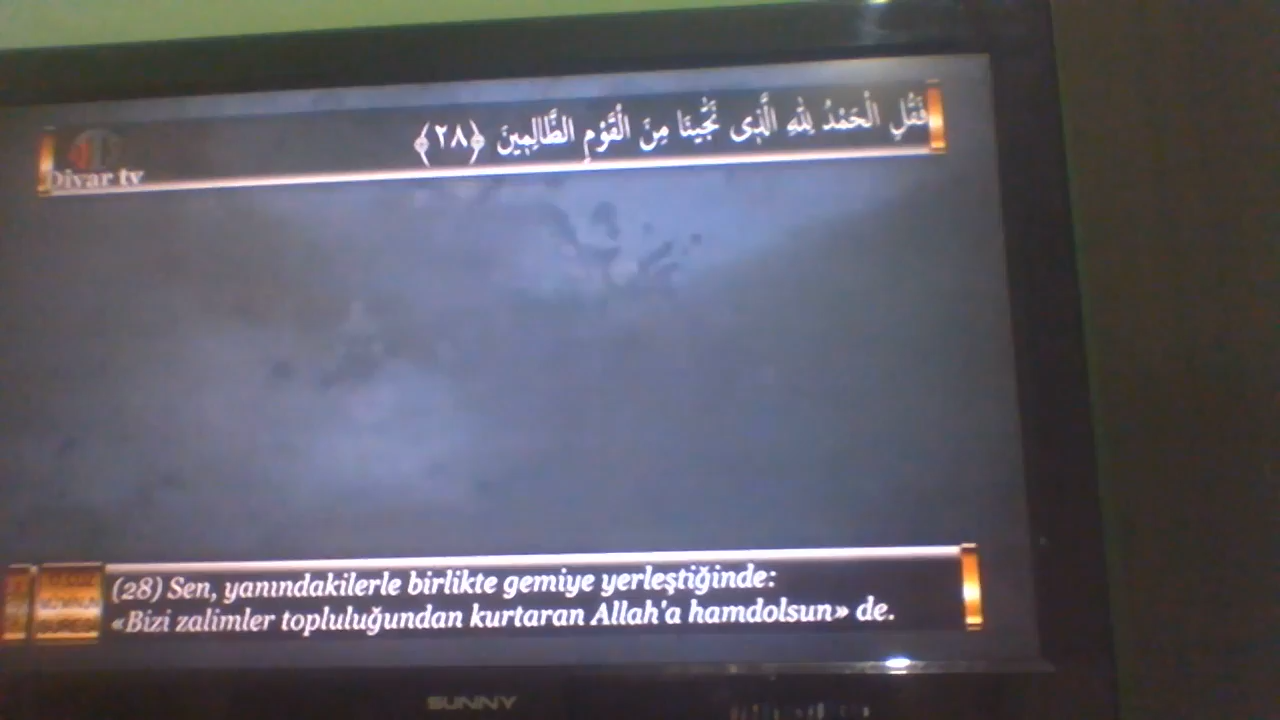 فَقُلِ الْحَمْدُ لِلّٰهِ الَّذٖى نَجّٰينَا مِنَ الْقَوْمِ الظَّالِمٖينَ ﴿٢٨﴾
Divar tv
(28) Sen, yanındakilerle birlikte gemiye yerleştiğinde:
«Bizi zalimler topluluğundan kurtaran Allah'a hamdolsun» de.
SUNNY